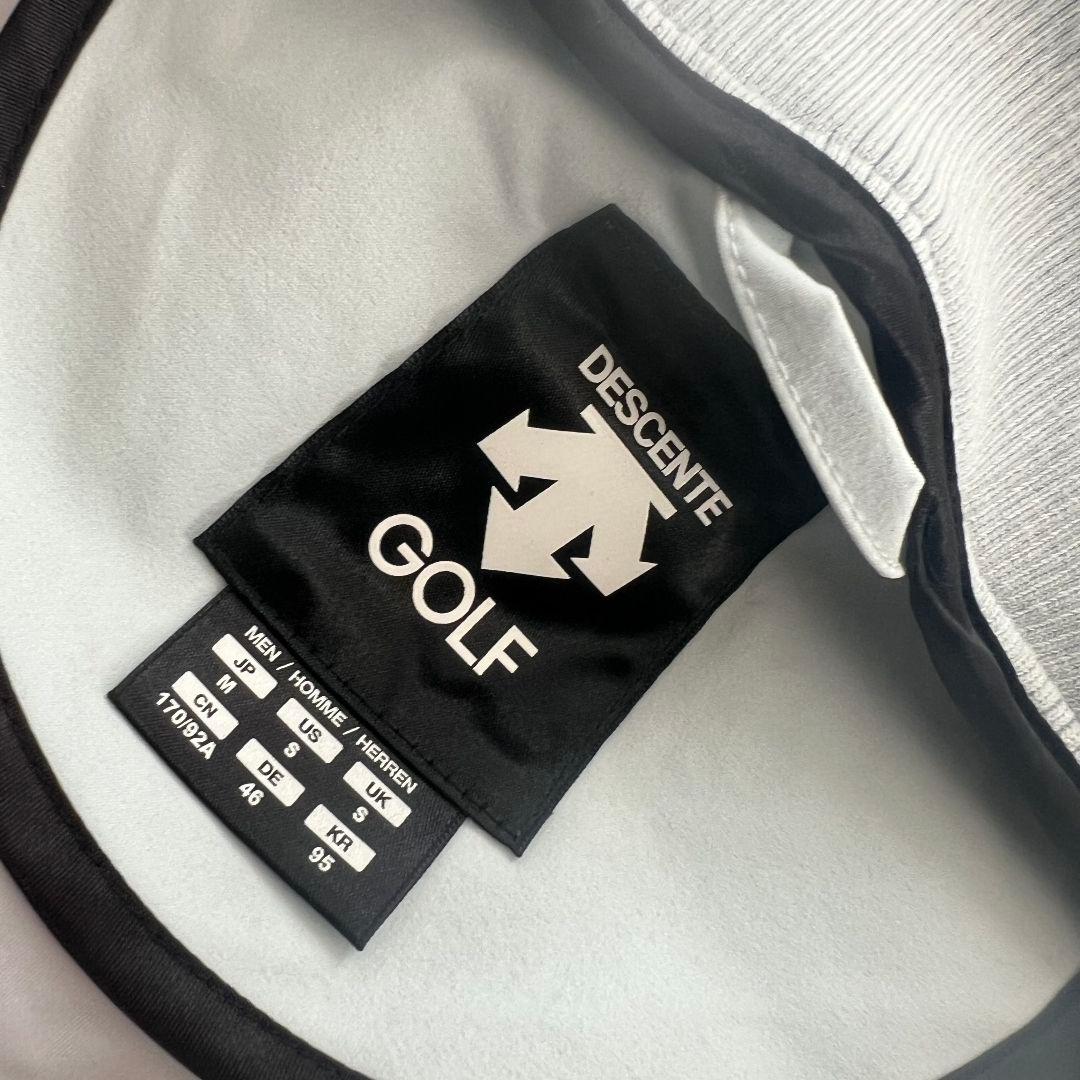 DESCENTE
GOLF
MEN / HOMME / HERREN
JP US UK
M S S
CN DE KR
170/92A 46 95